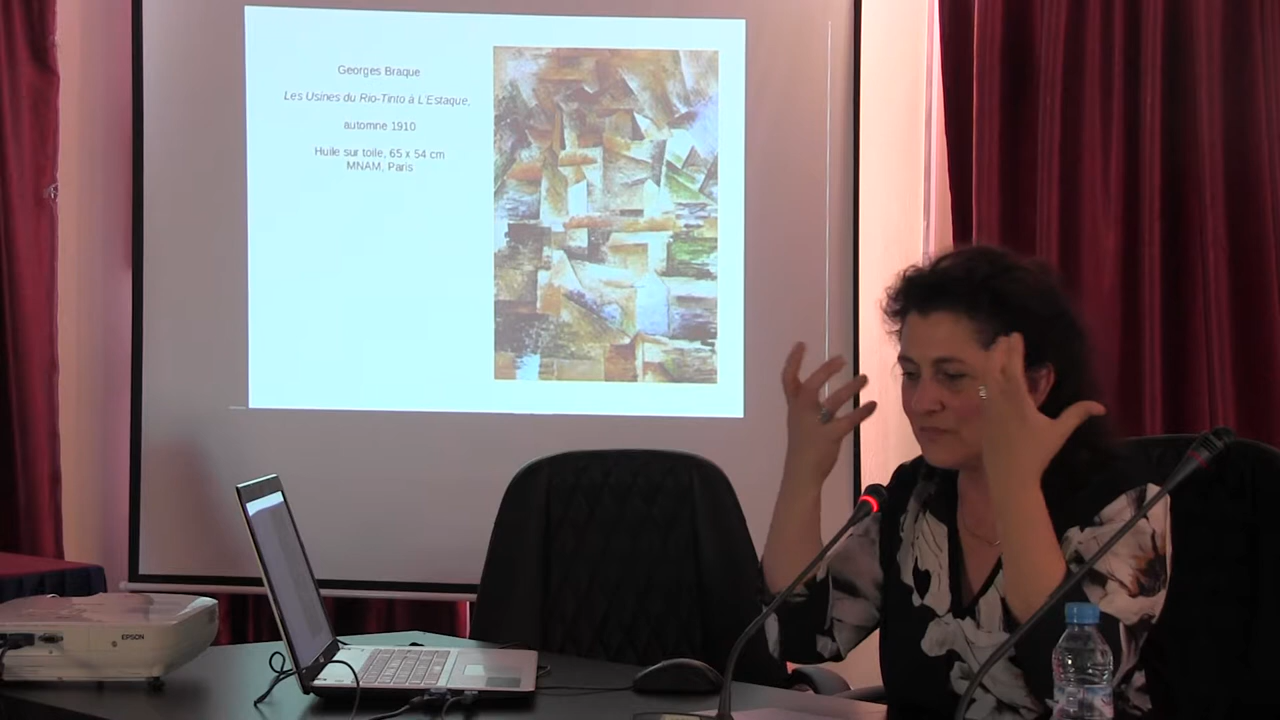 Georges Braque
Les Usines du Rio-Tinto à L'Estaque,
automne 1910
Huile sur toile, 65 x 54 cm
MNAM, Paris
EPSON